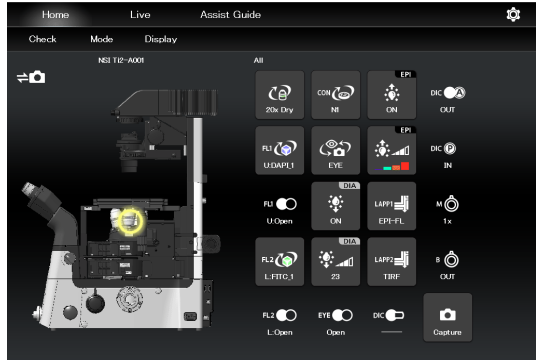 Home Live Assist Guide
Check Mode Display
NSI Ti2-A001
All
20x Dry
CON
N1
EPI
ON
DIC A
OUT
FL1
U:DAPI_1
EYE
EPI
DIC P
IN
FL1
U:Open
DIA
ON
LAPP1
EPI-FL
M
1x
FL2
L:FITC_1
DIA
23
LAPP2
TIRF
B
OUT
FL2
L:Open
EYE
Open
DIC
Capture